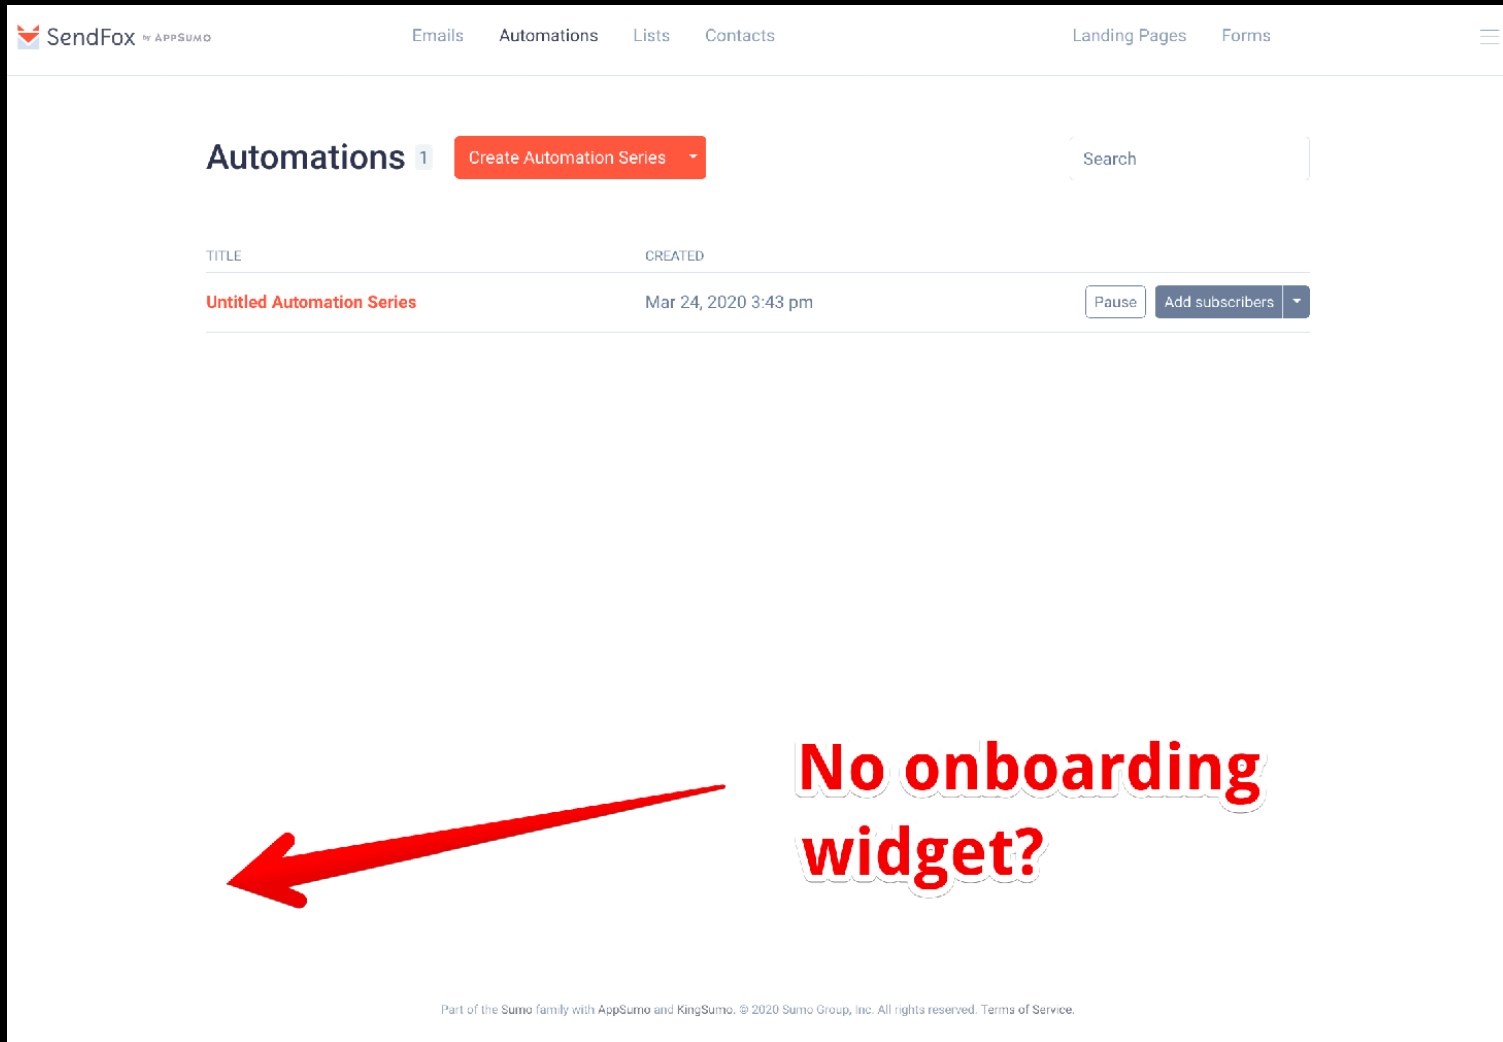 SendFox BY APPSUMO
Emails Automations Lists Contacts Landing Pages Forms
Automations 1 Create Automation Series Search
TITLE CREATED
Untitled Automation Series Mar 24, 2020 3:43 pm Pause Add subscribers
No onboarding
widget?
Part of the Sumo family with AppSumo and KingSumo. © 2020 Sumo Group, Inc. All rights reserved. Terms of Service.